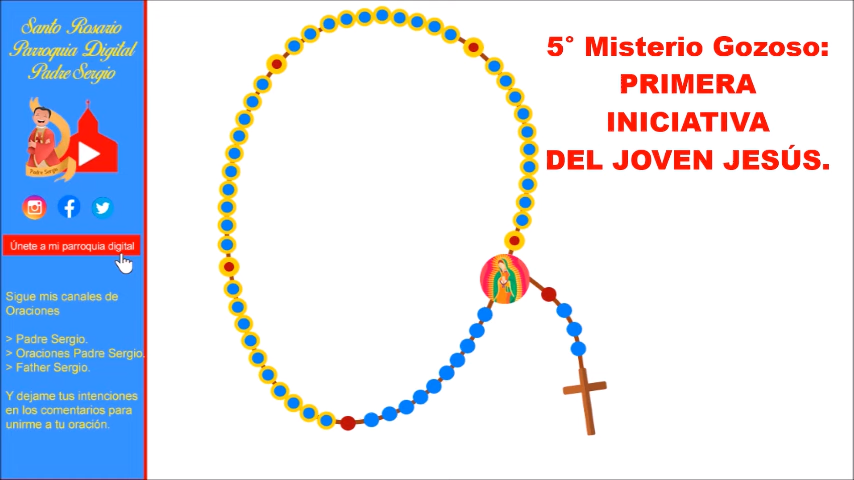 Santo Rosario
Parroquia Digital
Padre Sergio
Padre Sergio
Únete a mi parroquia digital
Sigue mis canales de
Oraciones
> Padre Sergio.
> Oraciones Padre Sergio.
> Father Sergio.
Y dejame tus intenciones
en los comentarios para
unirme a tu oración.
5° Misterio Gozoso:
PRIMERA
INICIATIVA
DEL JOVEN JESÚS.